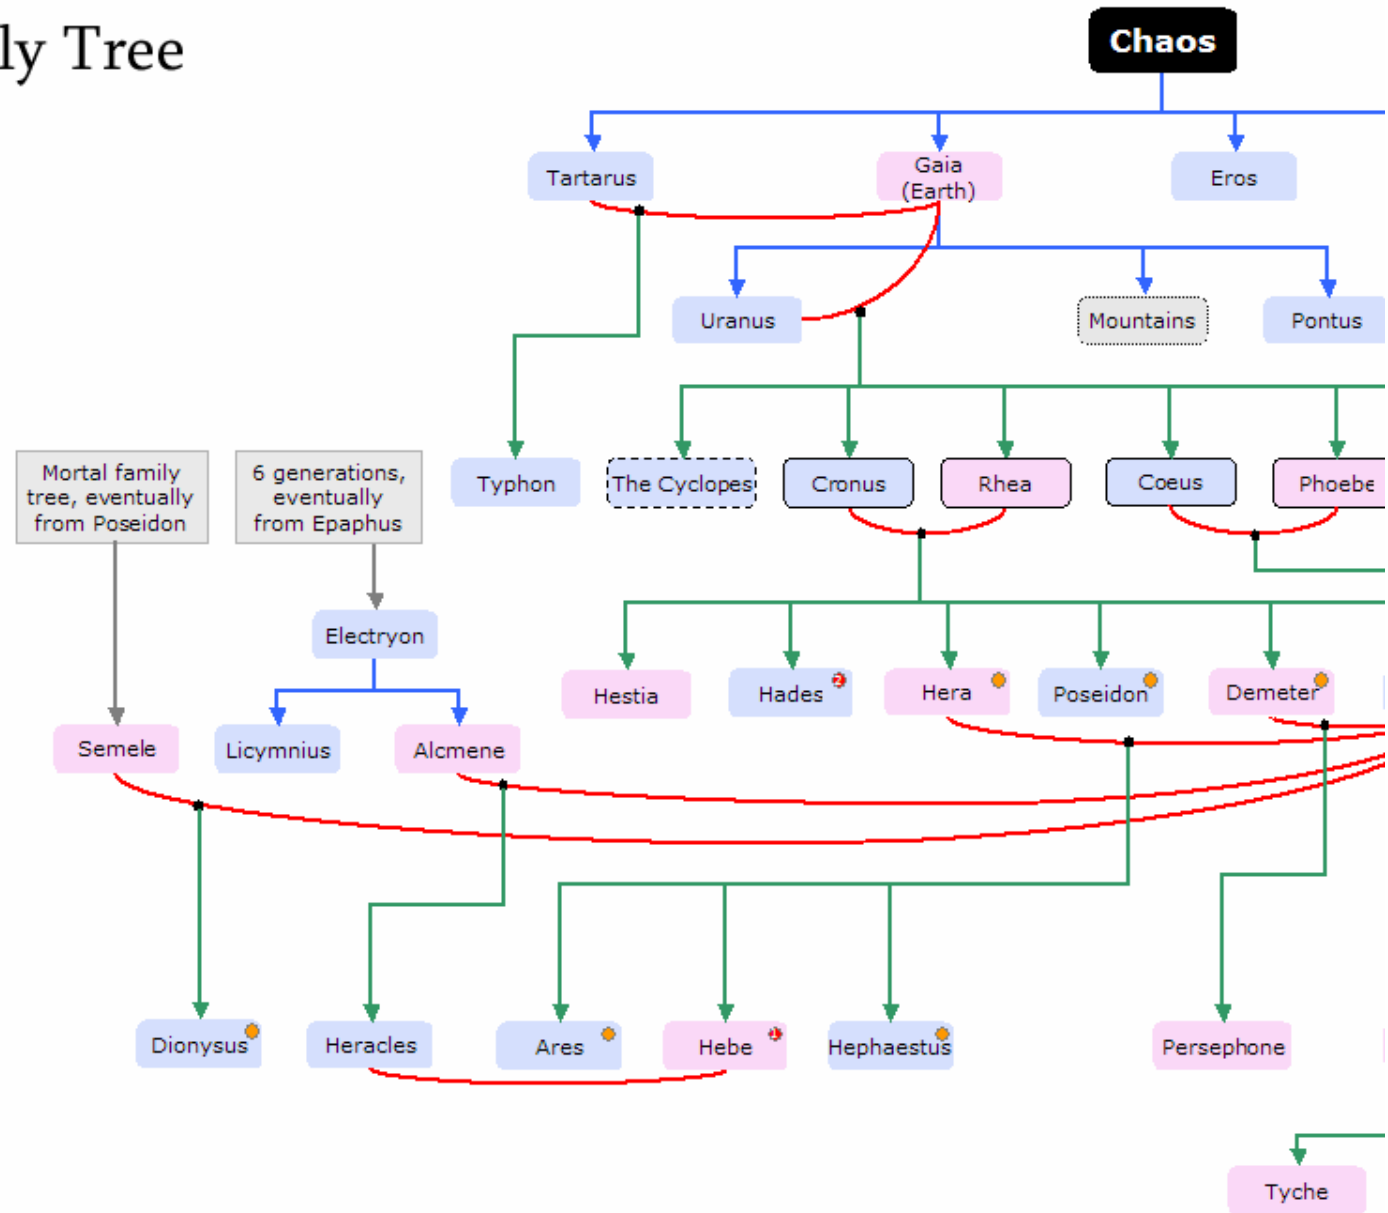 ly Tree
Chaos
Tartarus
Gaia
(Earth)
Eros
Uranus
Mountains
Pontus
Mortal family
tree, eventually
from Poseidon
6 generations,
eventually
from Epaphus
Typhon
The Cyclopes
Cronus
Rhea
Coeus
Phoebe
Electryon
Hestia
Hades
2
Hera
Poseidon
Demeter
Semele
Licymnius
Alcmene
Dionysus
Heracles
Ares
Hebe
1
Hephaestus
Persephone
Tyche